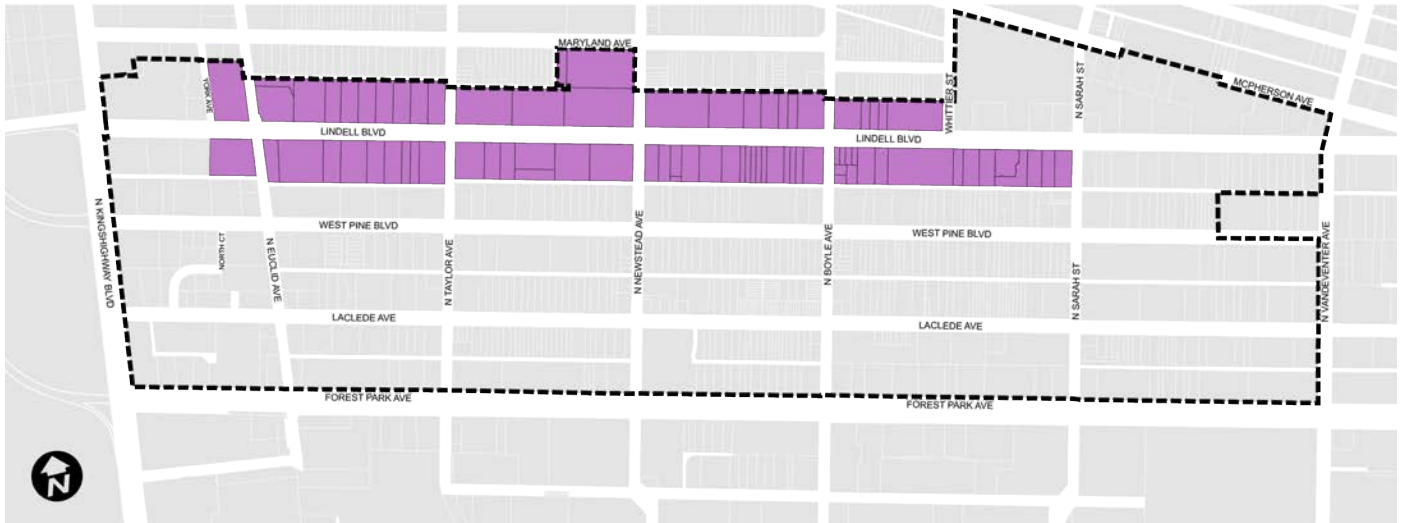 MARYLAND AVE
YORK AVE
WHITTIER ST
N SARAH ST
MCPHERSON AVE
LINDELL BLVD
LINDELL BLVD
N KINGSHIGHWAY BLVD
WEST PINE BLVD
WEST PINE BLVD
NORTH CT
N EUCLID AVE
N TAYLOR AVE
N NEWSTEAD AVE
N BOYLE AVE
N SARAH ST
N VANDEVENTER AVE
LACLEDE AVE
LACLEDE AVE
FOREST PARK AVE
FOREST PARK AVE
N